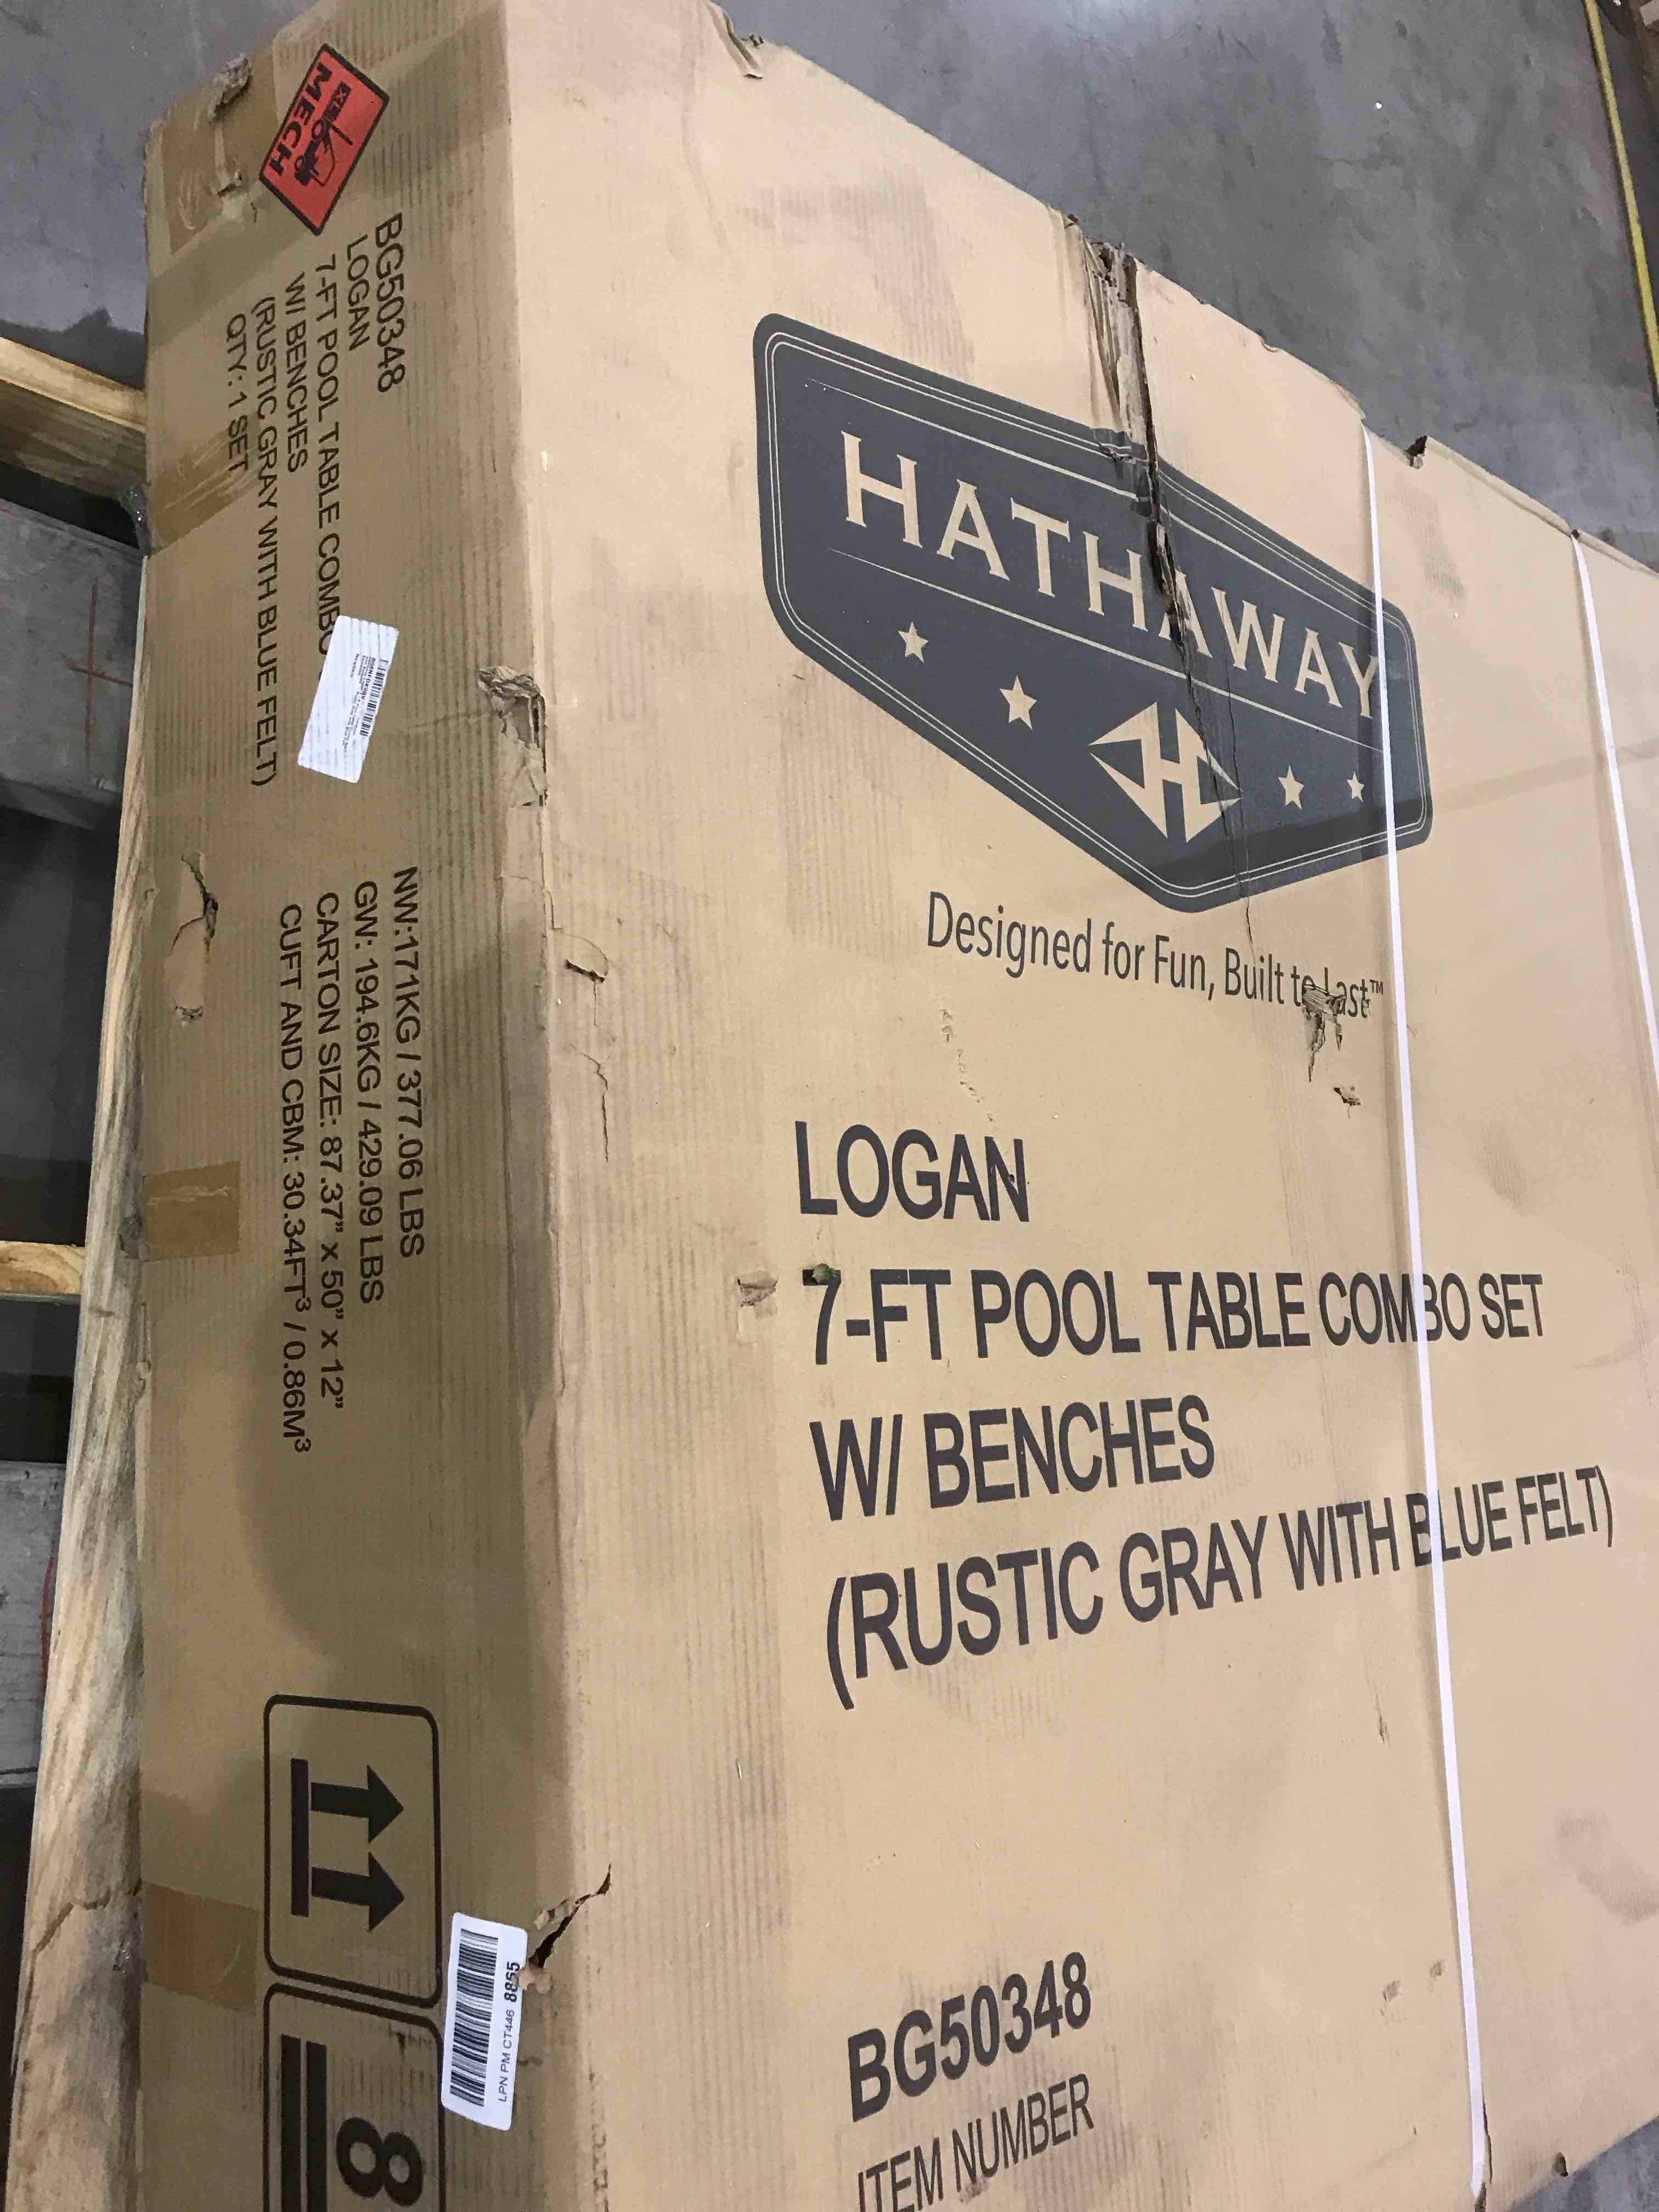 MECH
BG50348
LOGAN
7-FT POOL TABLE COMBO
W/ BENCHES
(RUSTIC GRAY WITH BLUE FELT)
QTY: 1 SET
NW:171KG / 377.06 LBS
GW: 194.6KG / 429.09 LBS
CARTON SIZE: 87.37" x 50" x 12"
CUFT AND CBM: 30.34FT³ / 0.86M³
LPN PM CT446 8865
8
HATHAWAY
H
Designed for Fun, Built to Last™
LOGAN
7-FT POOL TABLE COMBO SET
W/ BENCHES
(RUSTIC GRAY WITH BLUE FELT)
BG50348
ITEM NUMBER